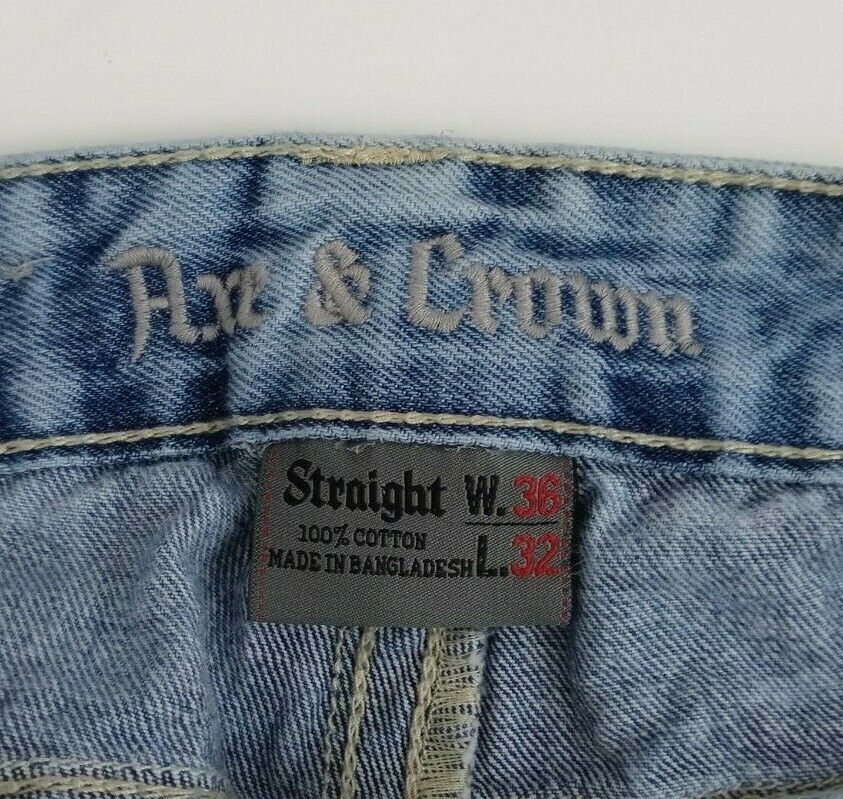 Axe & Crown
Straight W. 36
100% COTTON
MADE IN BANGLADESH L. 32